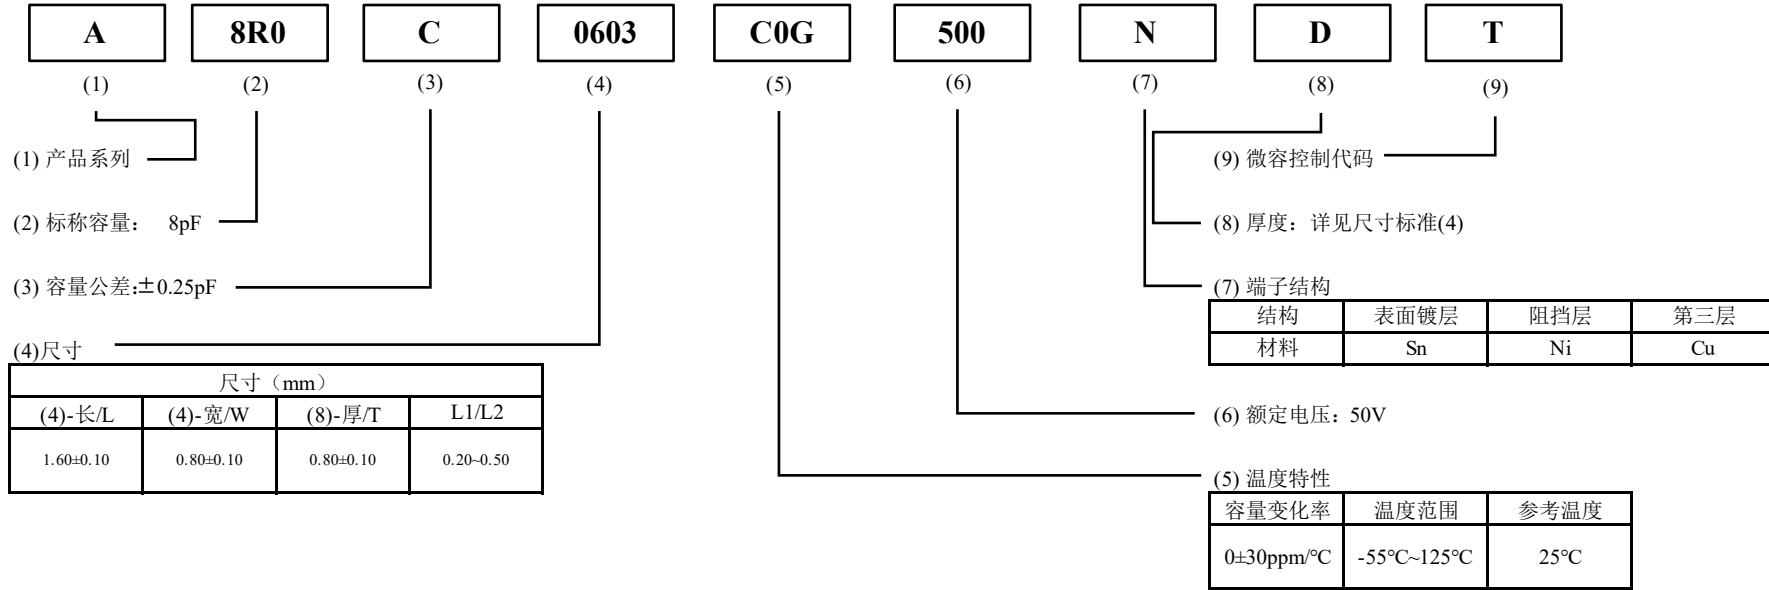 A 8R0 C 0603 C0G 500 N D T
(1) (2) (3) (4) (5) (6) (7) (8) (9)
(1) 产品系列
(9) 微容控制代码
(2) 标称容量： 8pF
(8) 厚度：详见尺寸标准(4)
(3) 容量公差:±0.25pF
(7) 端子结构
结构 表面镀层 阻挡层 第三层
材料 Sn Ni Cu
(4)尺寸
尺寸（mm）
(4)-长/L (4)-宽/W (8)-厚/T L1/L2
1.60±0.10 0.80±0.10 0.80±0.10 0.20~0.50
(6) 额定电压：50V
(5) 温度特性
容量变化率 温度范围 参考温度
0±30ppm/℃ -55℃~125℃ 25℃